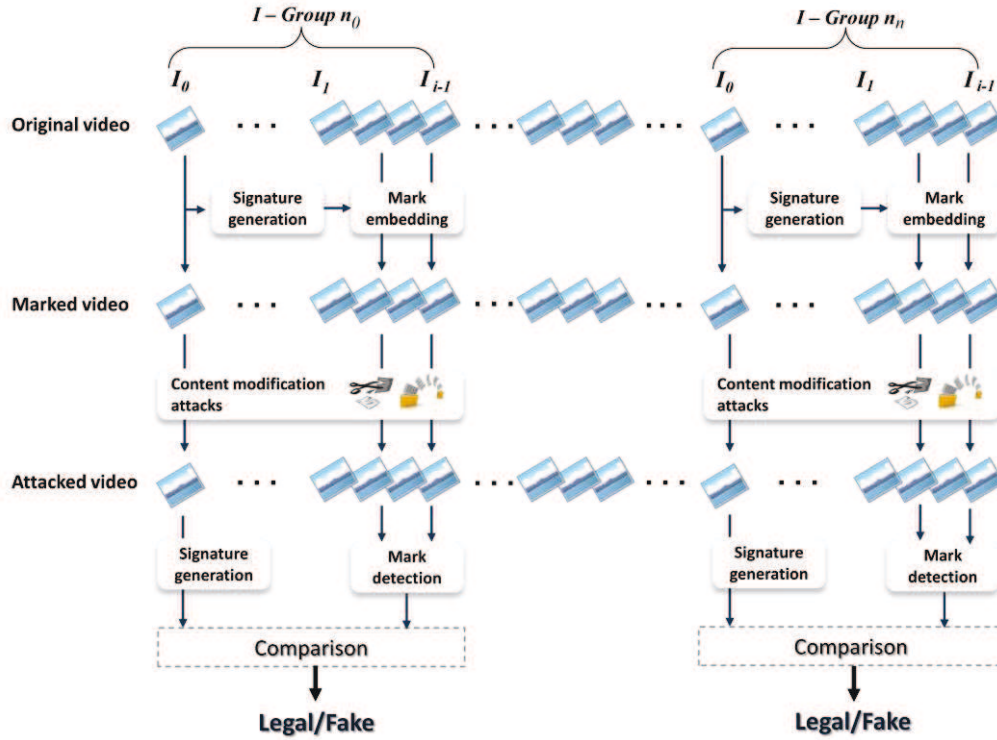 I – Group n0 I – Group nn
I0 I1 Ii-1 I0 I1 Ii-1
Original video
Signature generation
Mark embedding
Signature generation
Mark embedding
Marked video
Content modification attacks
Content modification attacks
Attacked video
Signature generation
Mark detection
Signature generation
Mark detection
Comparison Comparison
Legal/Fake Legal/Fake